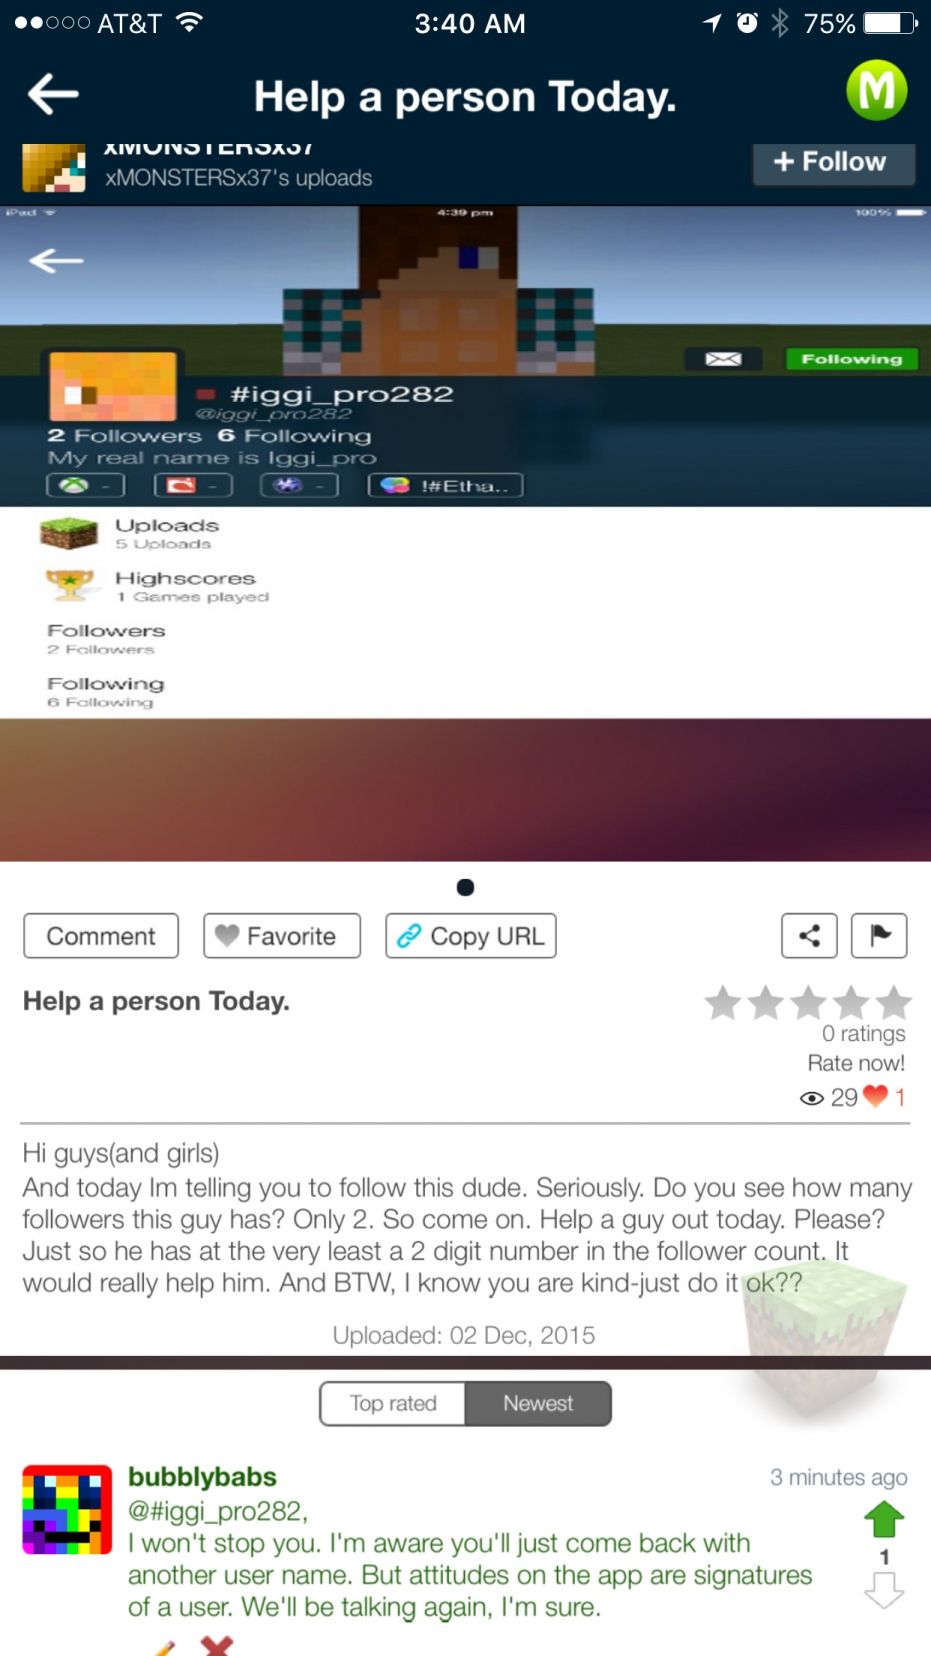 AT&T 3:40 AM 75%
Help a person Today.
M
xMONSTERSx37
xMONSTERSx37's uploads
+ Follow
iPad 4:39 pm 100%
Following
#iggi_pro282
@iggi_pro282
2 Followers 6 Following
My real name is Iggi_pro
- - - !#Etha..
Uploads
5 Uploads
Highscores
1 Games played
Followers
2 Followers
Following
6 Following
Comment Favorite Copy URL
Help a person Today.
0 ratings
Rate now!
29 1
Hi guys(and girls)
And today Im telling you to follow this dude. Seriously. Do you see how many
followers this guy has? Only 2. So come on. Help a guy out today. Please?
Just so he has at the very least a 2 digit number in the follower count. It
would really help him. And BTW, I know you are kind-just do it ok??
Uploaded: 02 Dec, 2015
Top rated Newest
bubblybabs 3 minutes ago
@#iggi_pro282,
I won't stop you. I'm aware you'll just come back with
another user name. But attitudes on the app are signatures
of a user. We'll be talking again, I'm sure.
1